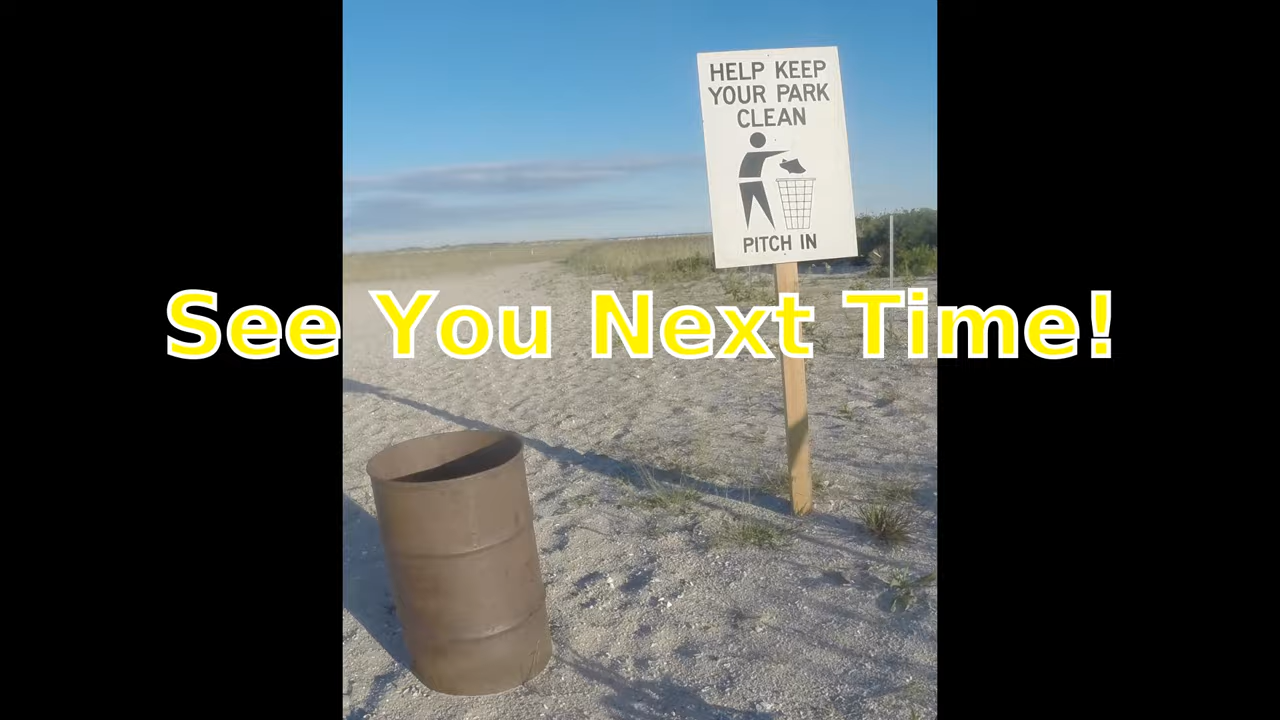 HELP KEEP
YOUR PARK
CLEAN
PITCH IN
See You Next Time!